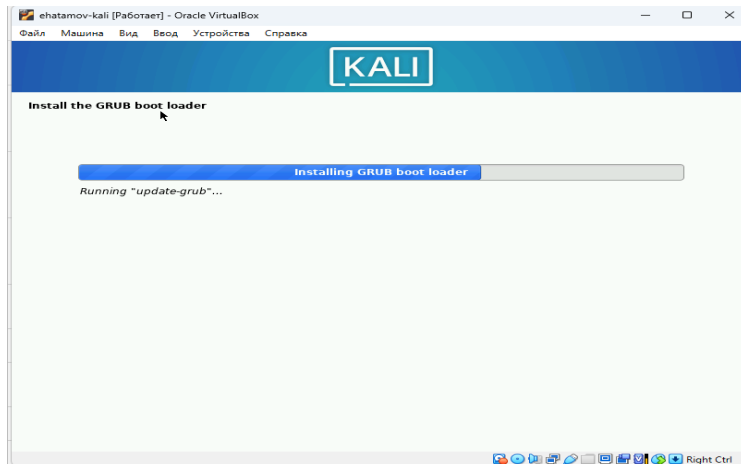 ehatamov-kali [Работает] - Oracle VirtualBox
Файл Машина Вид Ввод Устройства Справка
KALI
Install the GRUB boot loader
Installing GRUB boot loader
Running "update-grub"...
Right Ctrl